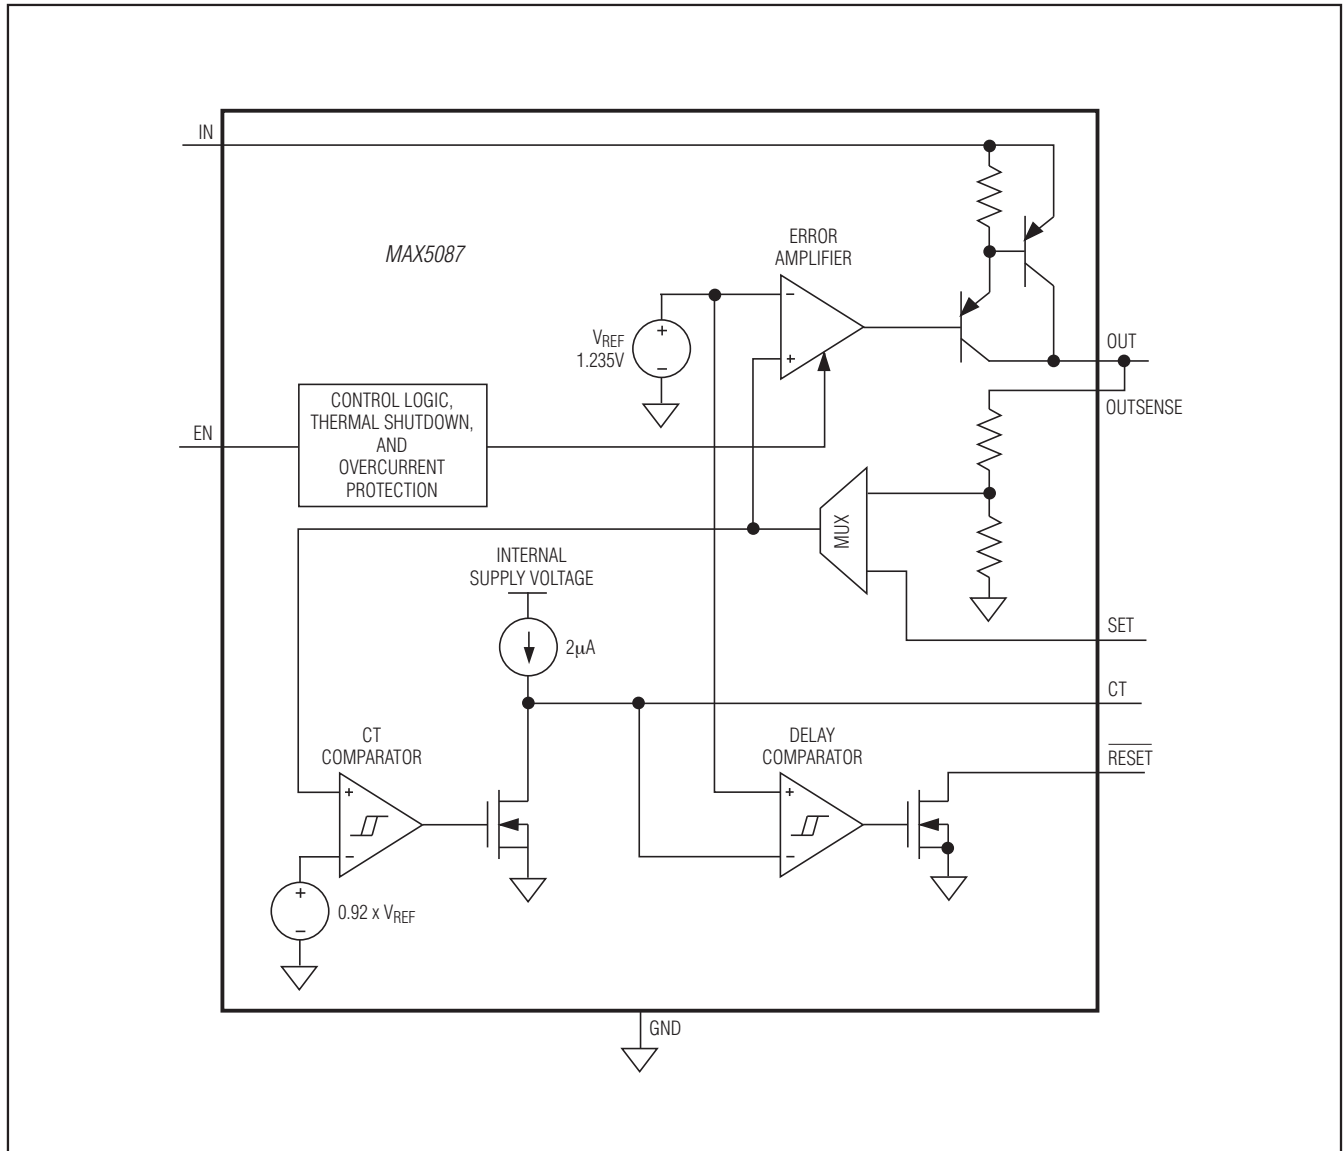 IN
MAX5087
ERROR
AMPLIFIER
−
+
VREF
1.235V
+
−
OUT
OUTSENSE
EN
CONTROL LOGIC,
THERMAL SHUTDOWN,
AND
OVERCURRENT
PROTECTION
MUX
INTERNAL
SUPPLY VOLTAGE
2µA
SET
CT
CT
COMPARATOR
+
−
DELAY
COMPARATOR
+
−
RESET
+
−
0.92 x VREF
GND